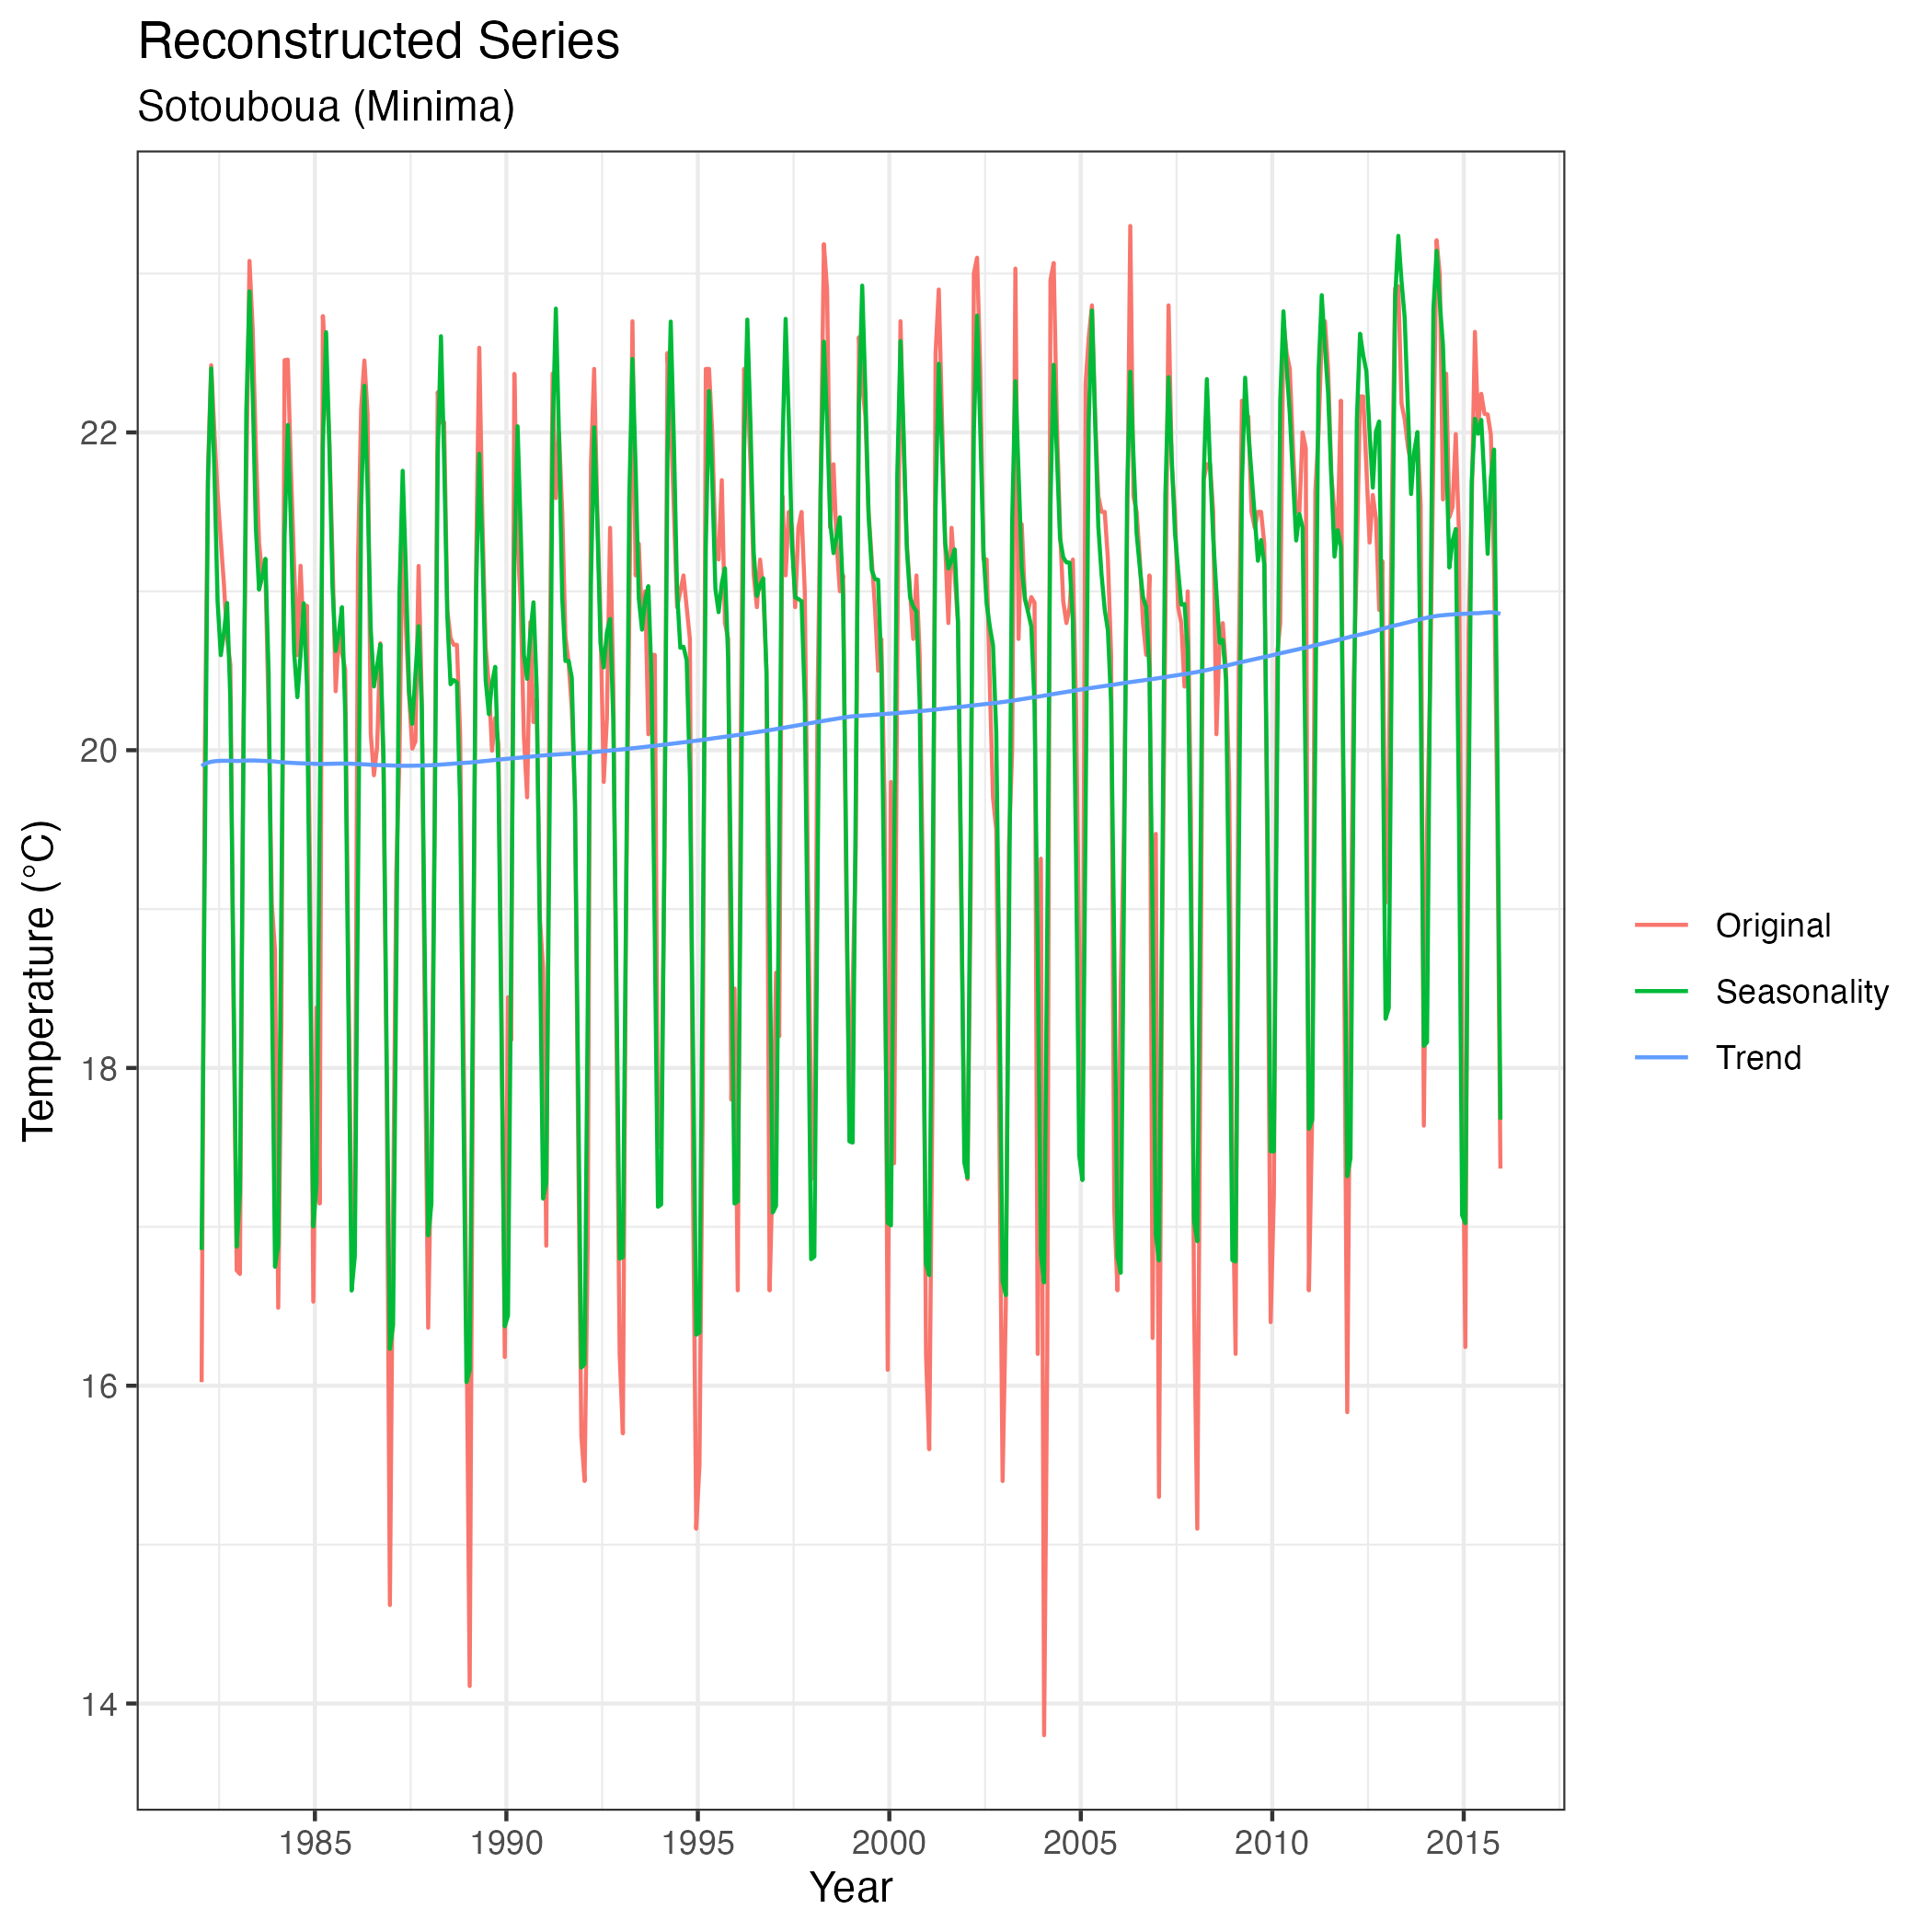 Reconstructed Series
Sotouboua (Minima)
Temperature (°C)
22
20
18
16
14
1985 1990 1995 2000 2005 2010 2015
Year
Original
Seasonality
Trend